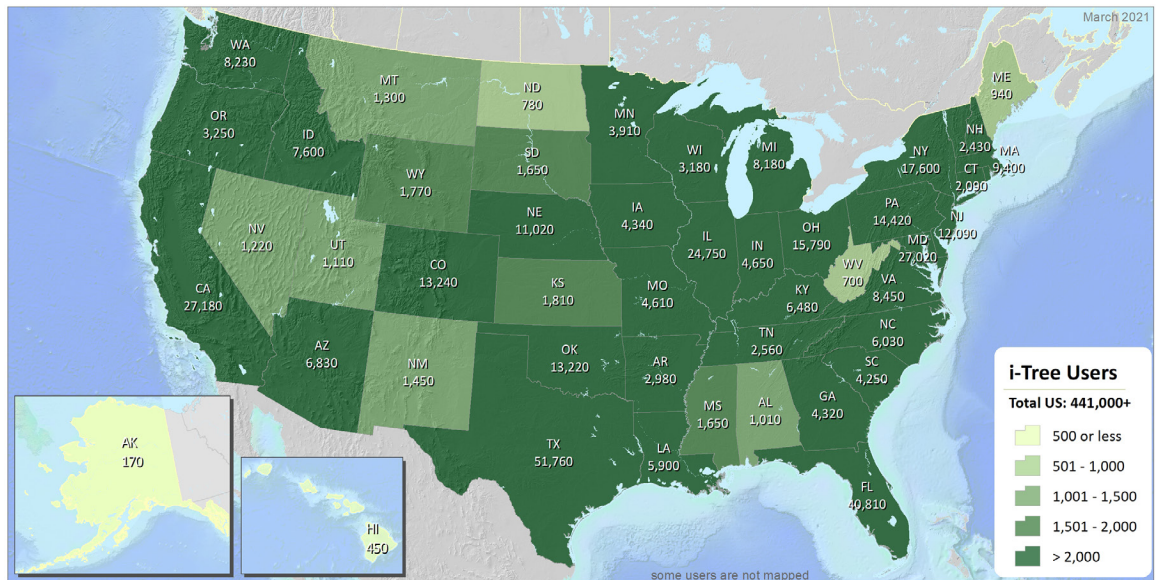 March 2021
WA
8,230
MT
1,300
ND
780
MN
3,910
ME
940
OR
3,250
ID
7,600
SD
1,650
WI
3,180
MI
8,180
NY
17,600
NH
2,430
MA
9,400
WY
1,770
CT
2,090
NE
11,020
IA
4,340
PA
14,420
NJ
12,090
NV
1,220
UT
1,110
CO
13,240
IL
24,750
IN
4,650
OH
15,790
MD
27,020
WV
700
VA
8,450
CA
27,180
KS
1,810
MO
4,610
KY
6,480
AZ
6,830
NM
1,450
OK
13,220
AR
2,980
TN
2,560
NC
6,030
SC
4,250
MS
1,650
AL
1,010
GA
4,320
TX
51,760
LA
5,900
FL
40,810
AK
170
HI
450
i-Tree Users
Total US: 441,000+
500 or less
501 - 1,000
1,001 - 1,500
1,501 - 2,000
> 2,000
some users are not mapped